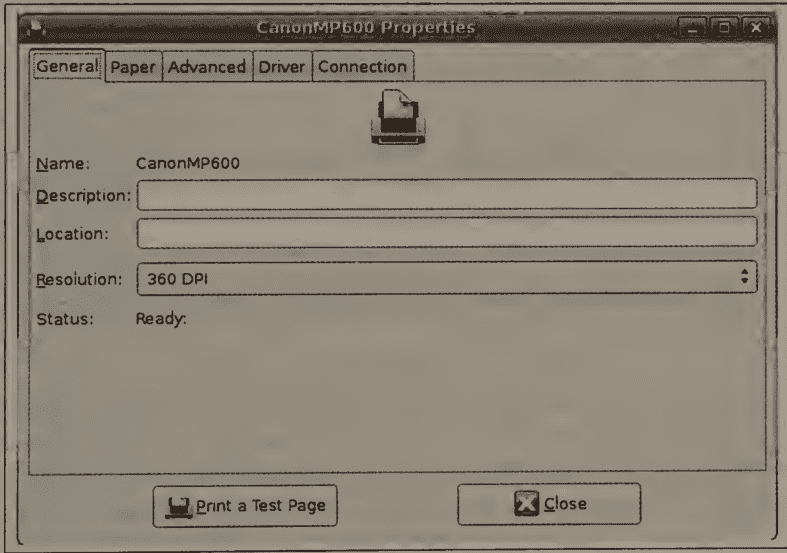 CanonMP600 Properties
General Paper Advanced Driver Connection
Name: CanonMP600
Description:
Location:
Resolution: 360 DPI
Status: Ready:
Print a Test Page Close